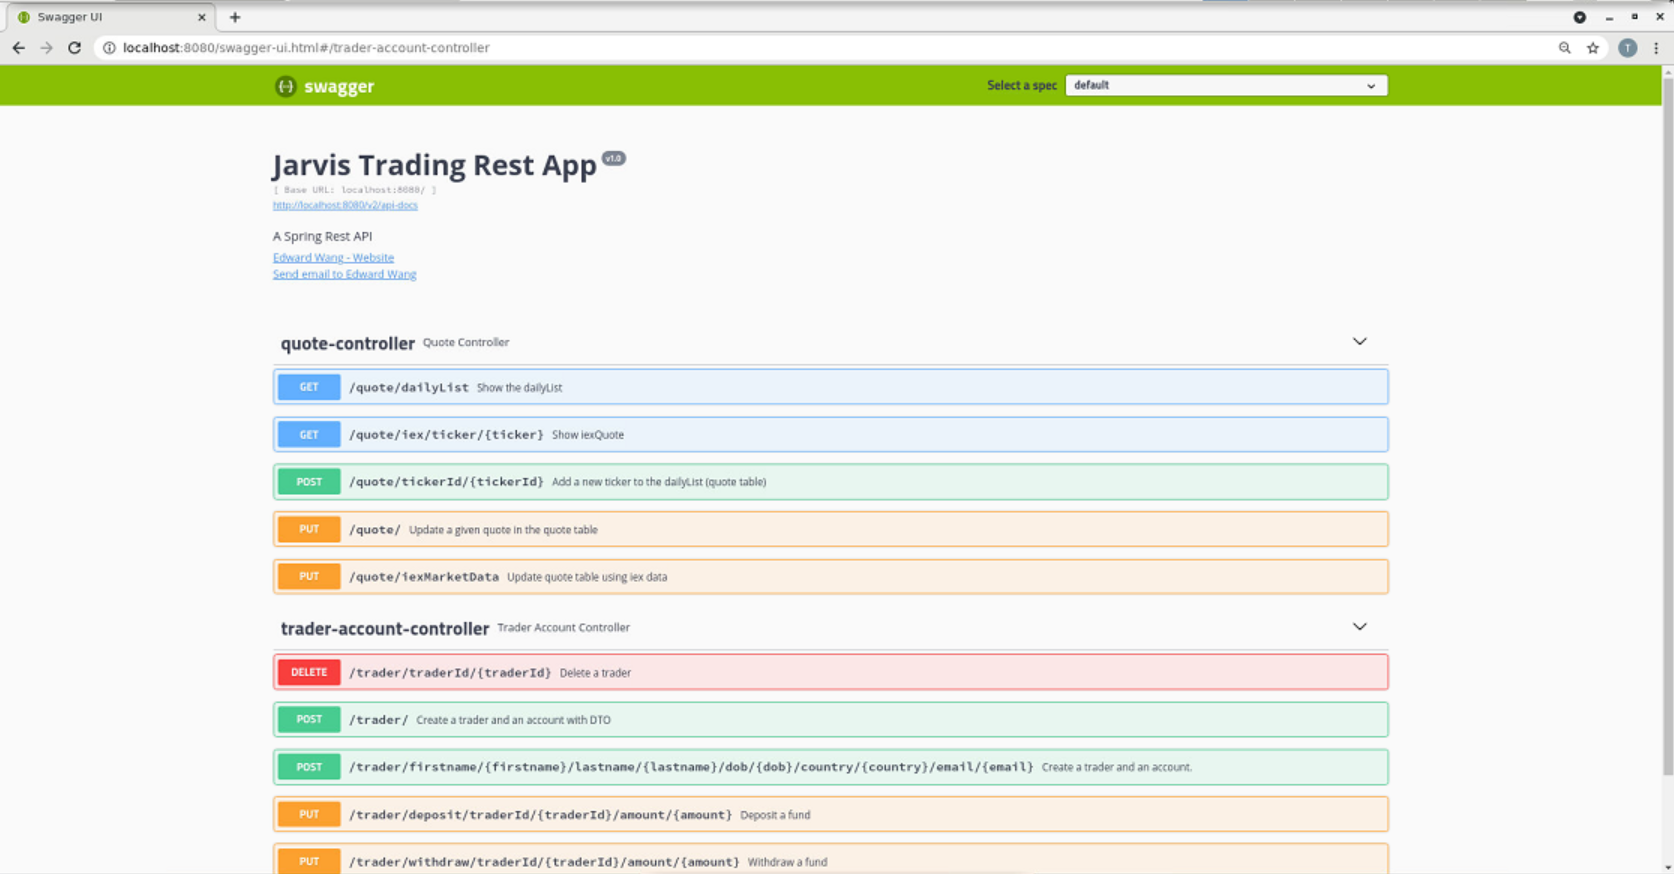 Swagger UI
localhost:8080/swagger-ui.html#/trader-account-controller
T
swagger
Select a spec default
Jarvis Trading Rest App v1.0
[ Base URL: localhost:8080/ ]
http://localhost:8080/v2/api-docs
A Spring Rest API
Edward Wang - Website
Send email to Edward Wang
quote-controller Quote Controller
GET /quote/dailyList Show the dailyList
GET /quote/iex/ticker/{ticker} Show iexQuote
POST /quote/tickerId/{tickerId} Add a new ticker to the dailyList (quote table)
PUT /quote/ Update a given quote in the quote table
PUT /quote/iexMarketData Update quote table using iex data
trader-account-controller Trader Account Controller
DELETE /trader/traderId/{traderId} Delete a trader
POST /trader/ Create a trader and an account with DTO
POST /trader/firstname/{firstname}/lastname/{lastname}/dob/{dob}/country/{country}/email/{email} Create a trader and an account.
PUT /trader/deposit/traderId/{traderId}/amount/{amount} Deposit a fund
PUT /trader/withdraw/traderId/{traderId}/amount/{amount} Withdraw a fund